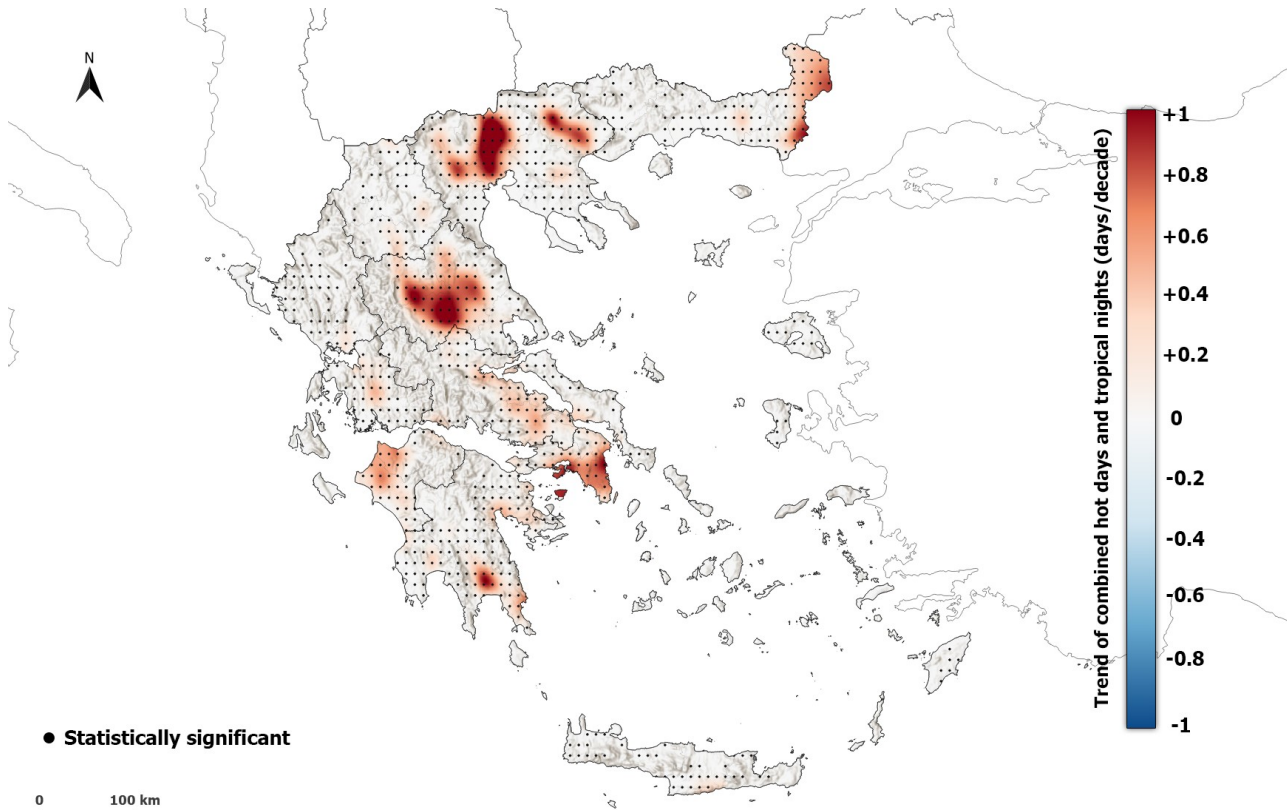 N
Trend of combined hot days and tropical nights (days/decade)
+1
+0.8
+0.6
+0.4
+0.2
0
-0.2
-0.4
-0.6
-0.8
-1
Statistically significant
0 100 km